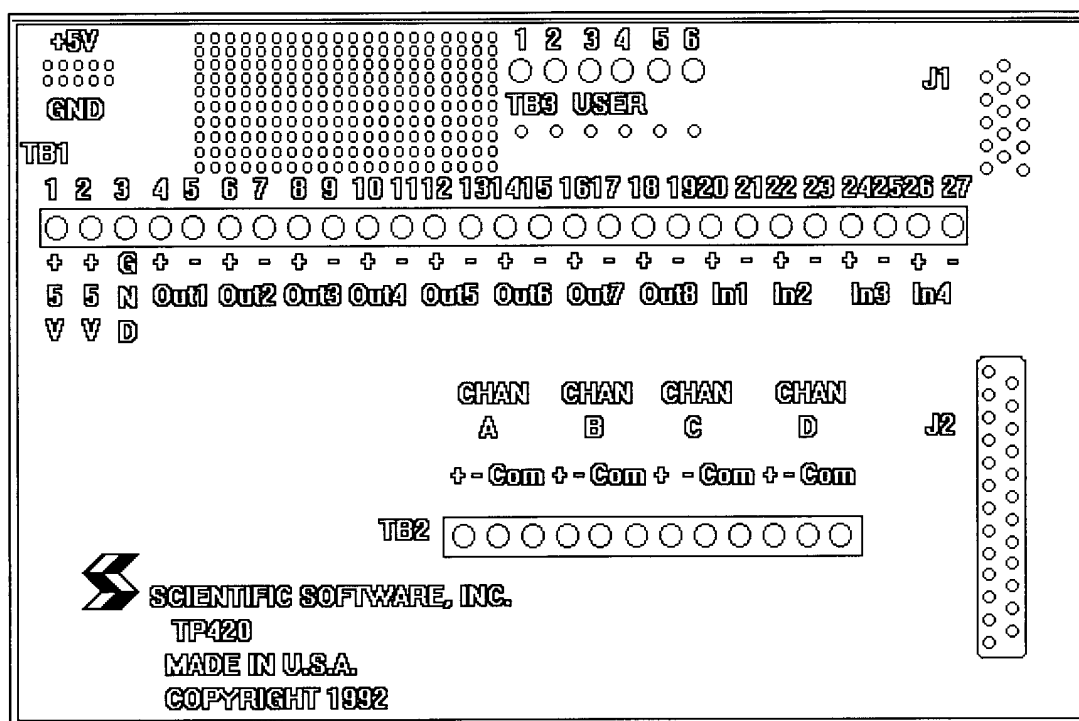 +5V
GND
1 2 3 4 5 6
TB3 USER
J1
TB1
1 2 3 4 5 6 7 8 9 10 11 12 13 14 15 16 17 18 19 20 21 22 23 24 25 26 27
+ + G + - + - + - + - + - + - + - + - + - + - + - + -
5 5 N Out1 Out2 Out3 Out4 Out5 Out6 Out7 Out8 In1 In2 In3 In4
V V D
CHAN CHAN CHAN CHAN
A B C D
J2
+ - Com + - Com + - Com + - Com
TB2
SCIENTIFIC SOFTWARE, INC.
TP420
MADE IN U.S.A.
COPYRIGHT 1992